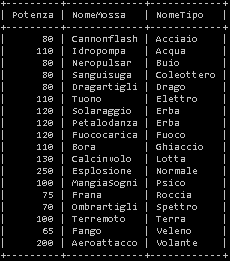 Potenza | NomeMossa | NomeTipo
80 | Cannonflash | Acciaio
110 | Idropompa | Acqua
80 | Neropulsar | Buio
80 | Sanguisuga | Coleottero
80 | Dragartigli | Drago
110 | Tuono | Elettro
120 | Solaraggio | Erba
120 | Petalodanza | Erba
120 | Fuococarica | Fuoco
110 | Bora | Ghiaccio
130 | Calcinvolo | Lotta
250 | Esplosione | Normale
100 | MangiaSogni | Psico
75 | Frana | Roccia
70 | Ombrartigli | Spettro
100 | Terremoto | Terra
65 | Fango | Veleno
200 | Aeroattacco | Volante